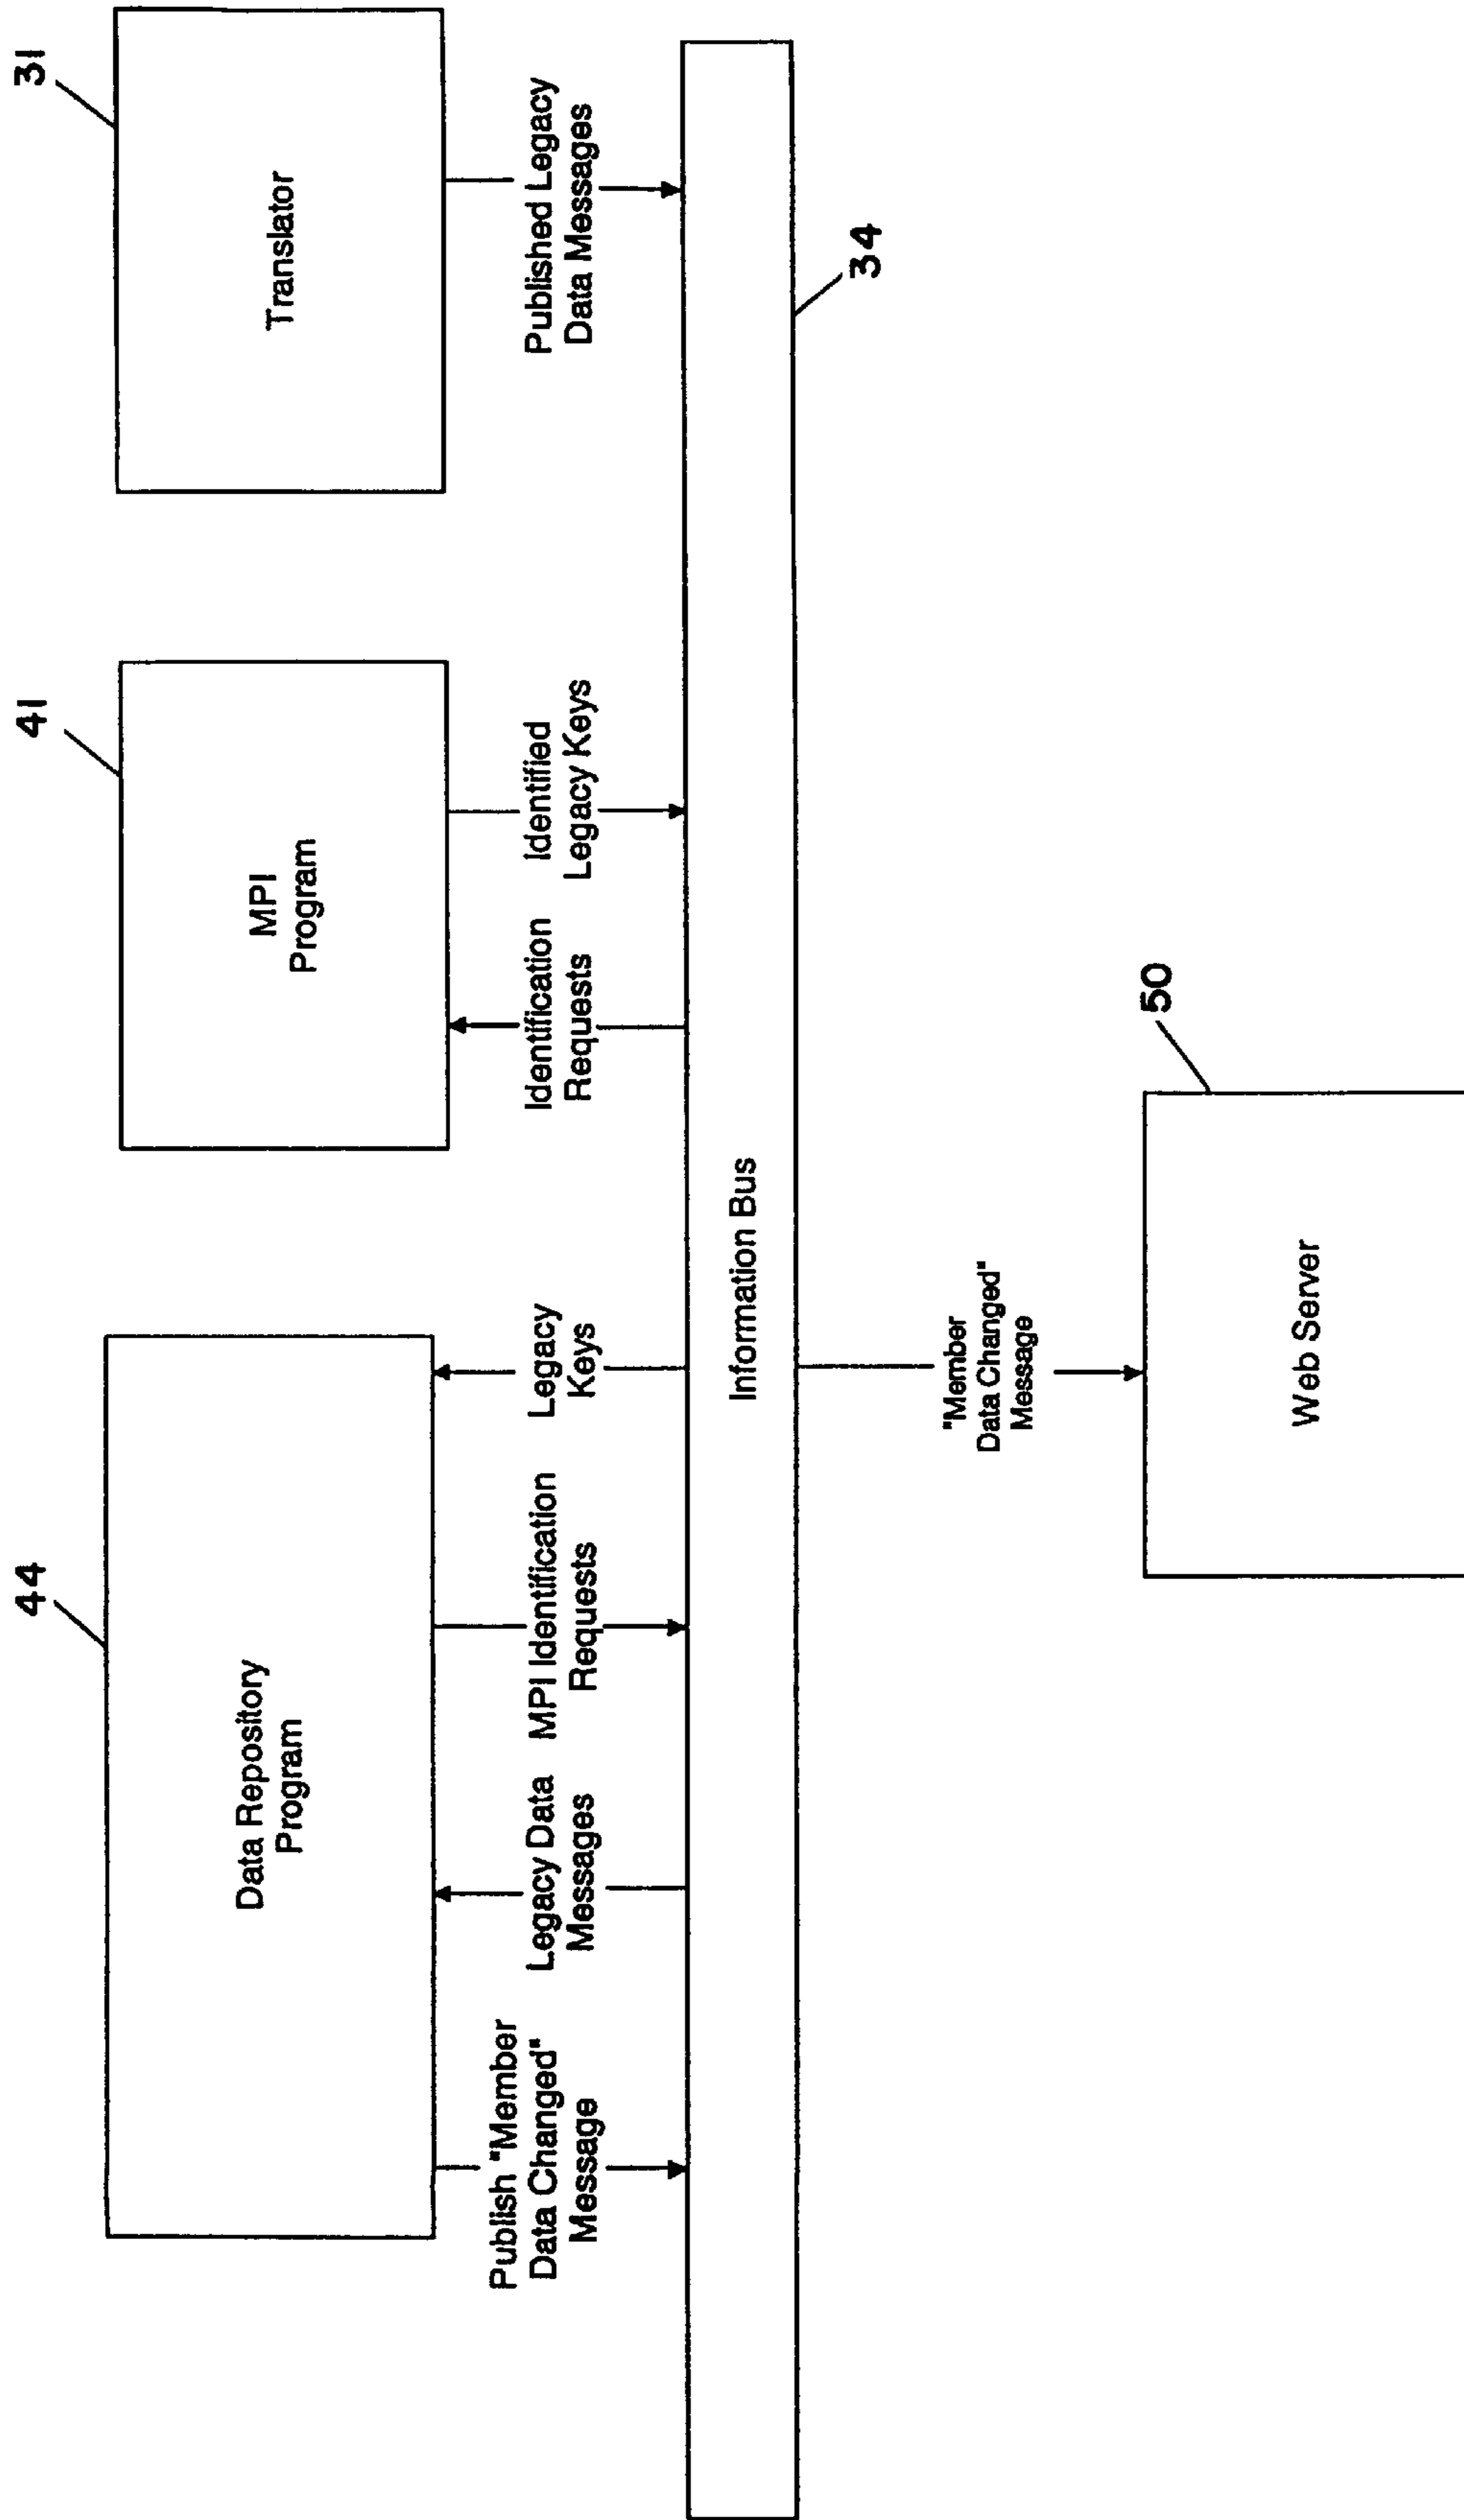 44
41
31
Data Repository
Program
MPI
Program
Translator
Publish "Member
Data Changed"
Message
Legacy Data
Messages
MPI Identification
Requests
Legacy
Keys
Identification
Requests
Identified
Legacy Keys
Published Legacy
Data Messages
Information Bus
34
"Member
Data Changed"
Message
50
Web Server